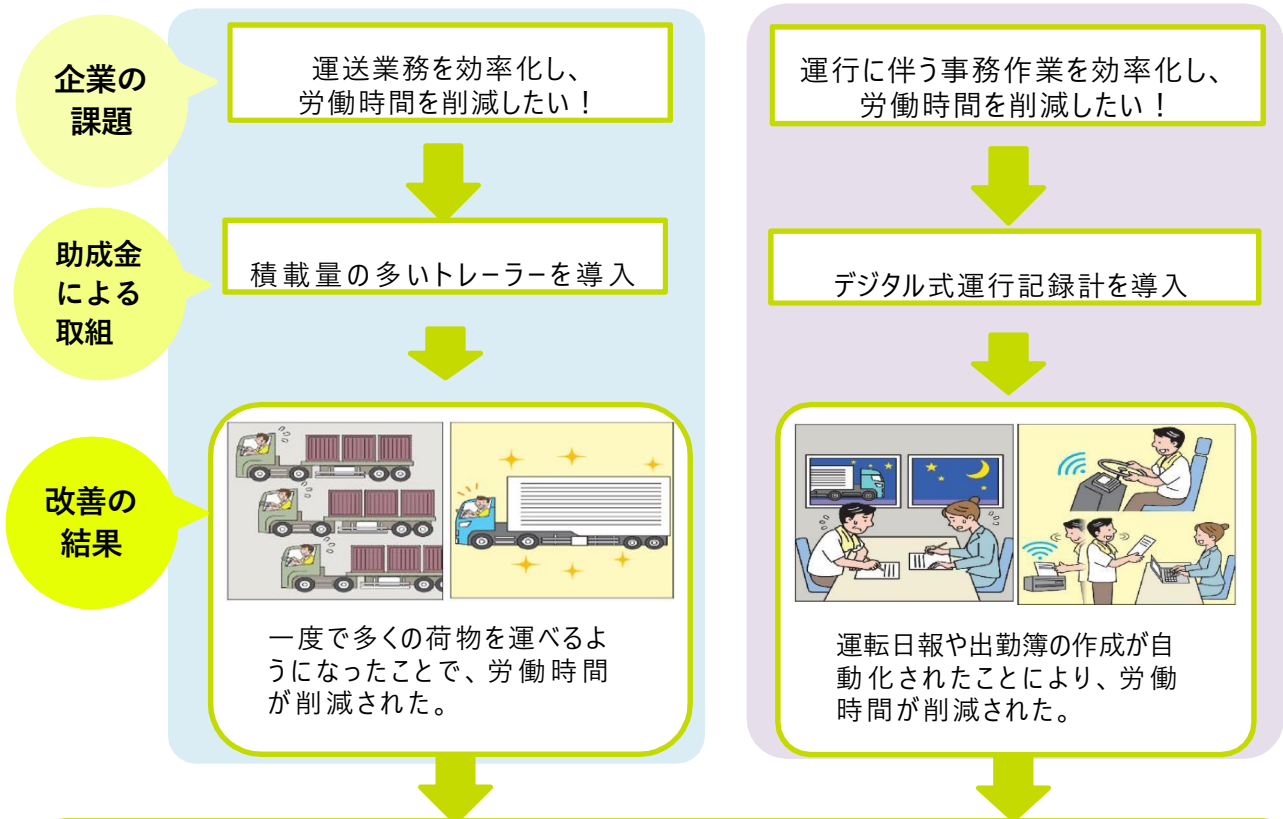 企業の
課題
運送業務を効率化し、
労働時間を削減したい！
運行に伴う事務作業を効率化し、
労働時間を削減したい！
助成金
による
取組
積載量の多いトレーラーを導入
デジタル式運行記録計を導入
改善の
結果
一度で多くの荷物を運べるよ
うになったことで、労働時間
が削減された。
運転日報や出勤簿の作成が自
動化されたことにより、労働
時間が削減された。